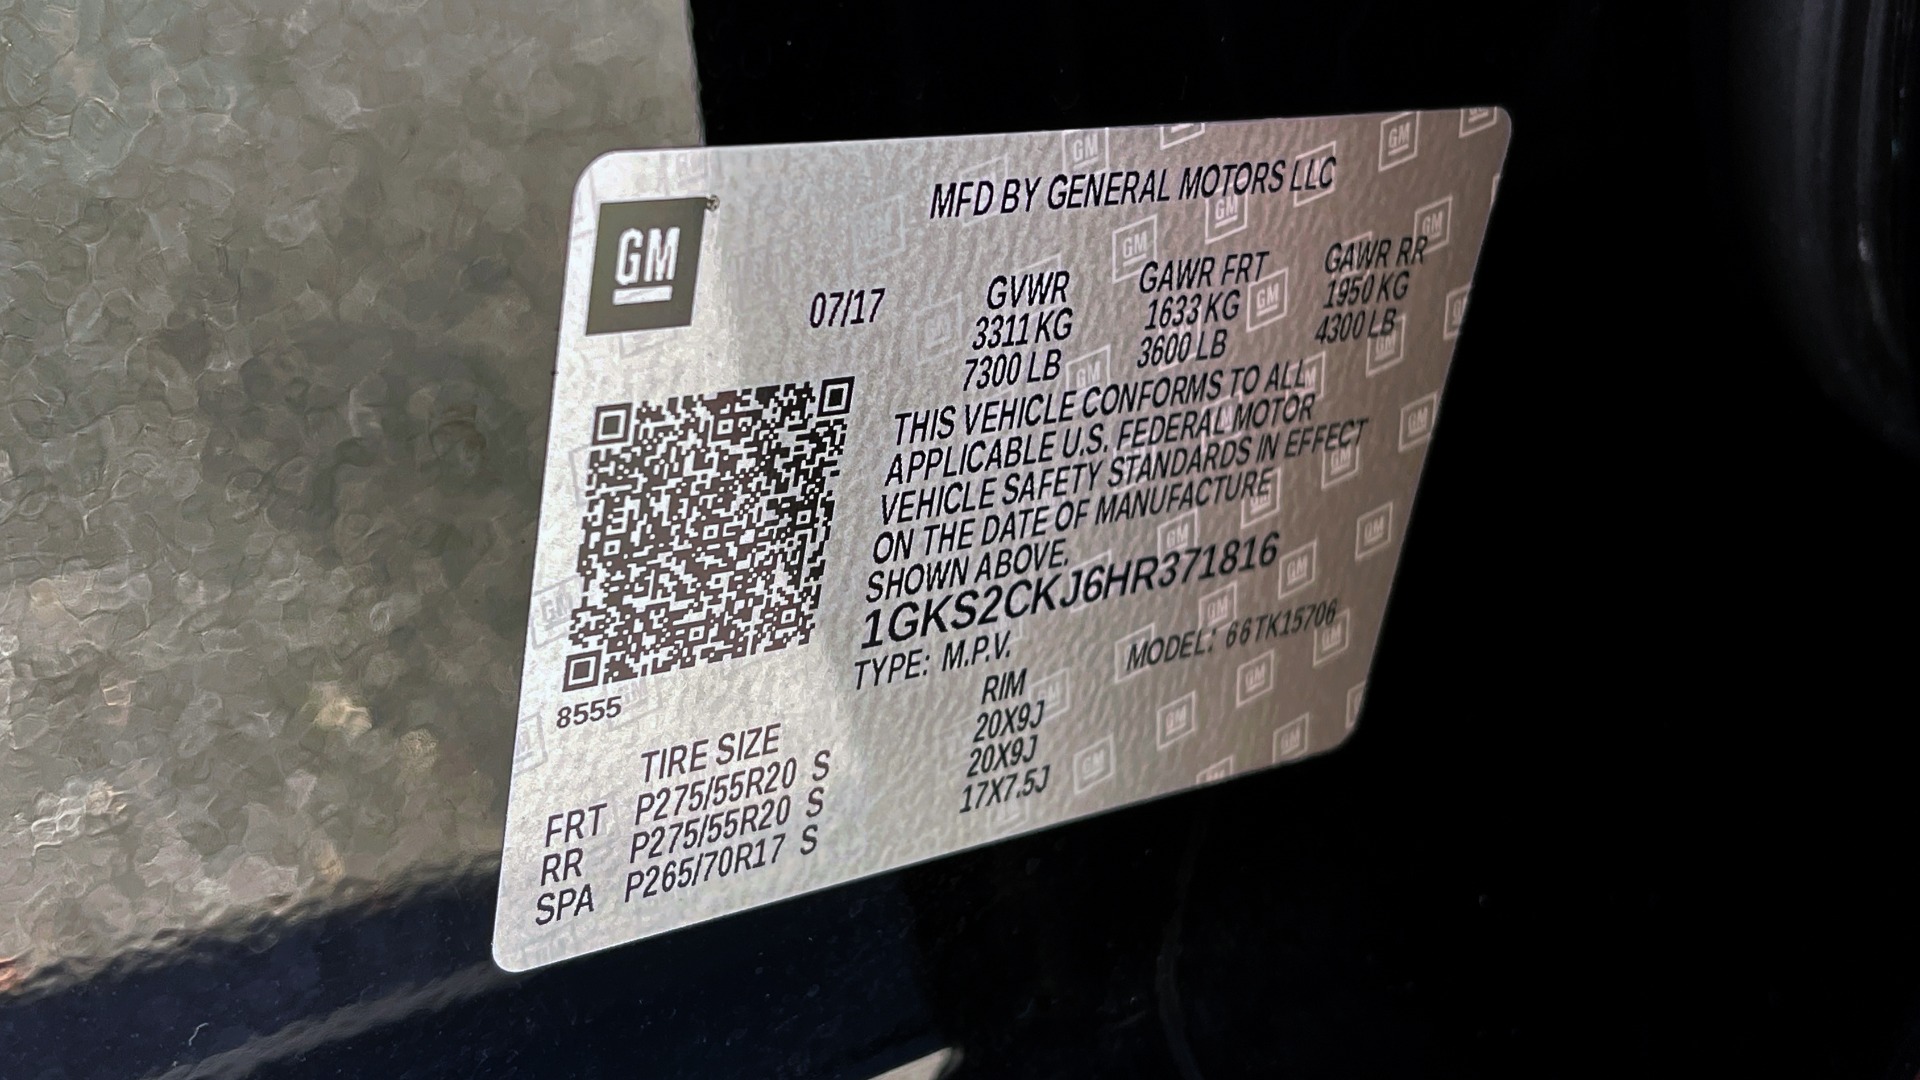 GM
MFD BY GENERAL MOTORS LLC
07/17
GVWR GAWR FRT GAWR RR
3311 KG 1633 KG 1950 KG
7300 LB 3600 LB 4300 LB
THIS VEHICLE CONFORMS TO ALL
APPLICABLE U.S. FEDERAL MOTOR
VEHICLE SAFETY STANDARDS IN EFFECT
ON THE DATE OF MANUFACTURE
SHOWN ABOVE.
1GKS2CKJ6HR371816
TYPE: M.P.V. MODEL: 66TK15706
8555
TIRE SIZE RIM
FRT P275/55R20 S 20X9J
RR P275/55R20 S 20X9J
SPA P265/70R17 S 17X7.5J